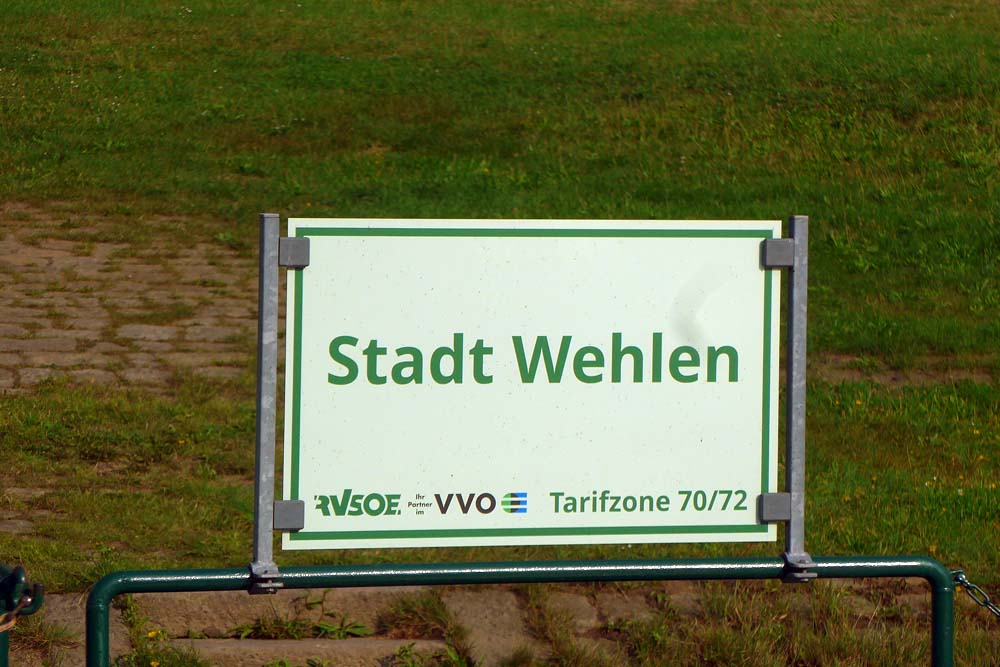 Stadt Wehlen
RVSOE
Ihr
Partner
im
VVO
Tarifzone 70/72